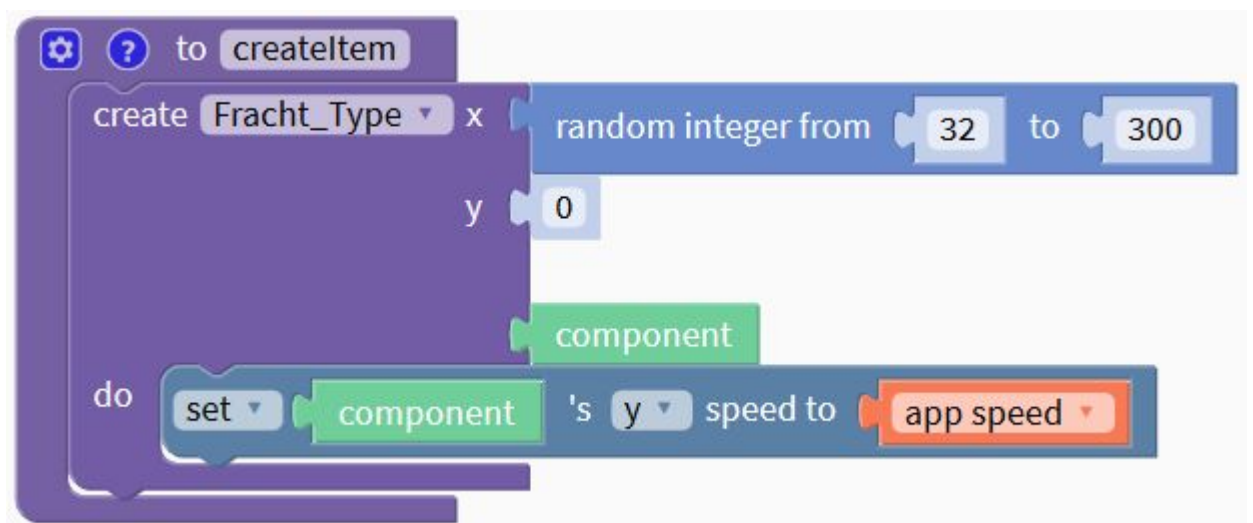 ? to createItem
create Fracht_Type x random integer from 32 to 300
y 0
component
do set component 's y speed to app speed